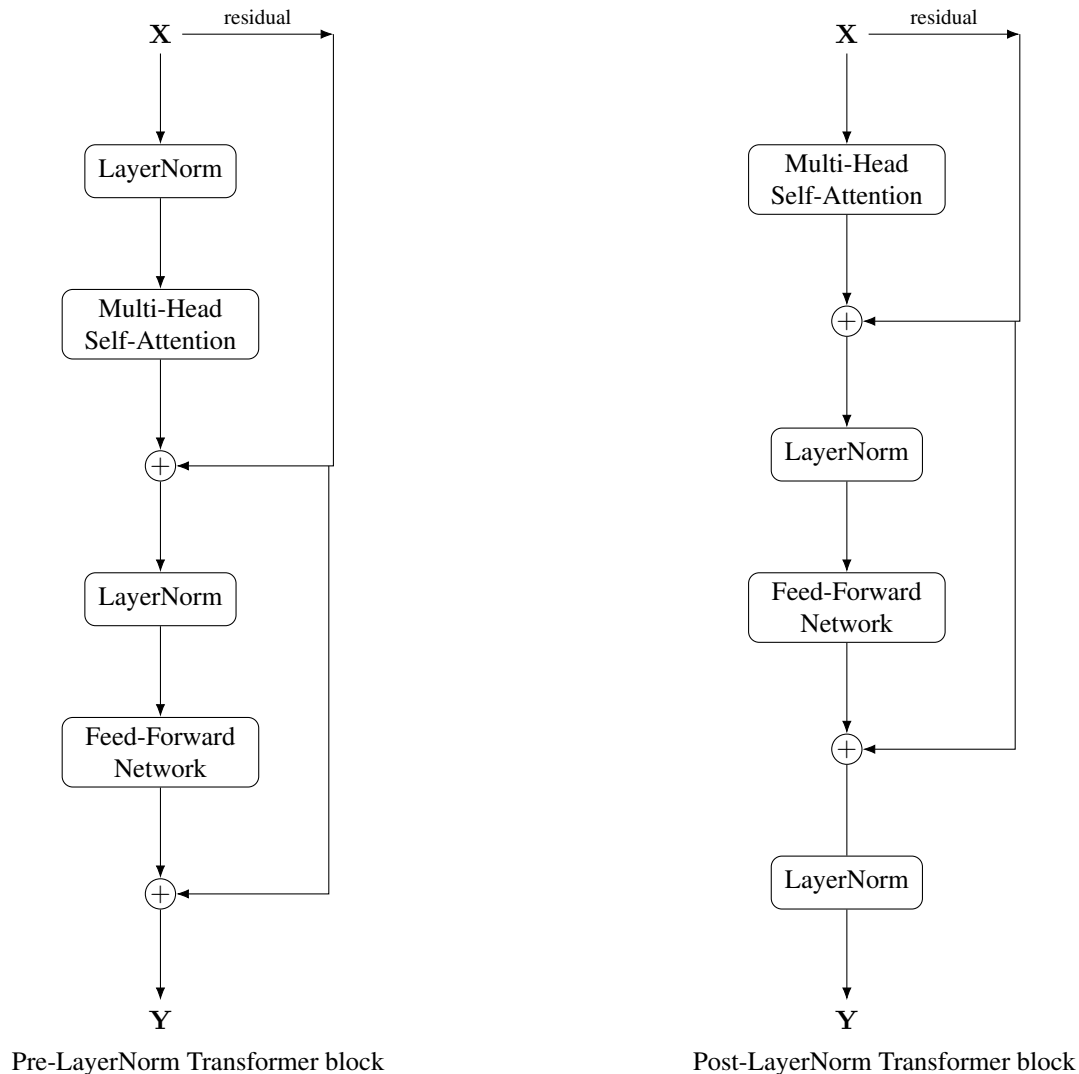 X
residual
LayerNorm
Multi-Head
Self-Attention
+
LayerNorm
Feed-Forward
Network
+
Y
Pre-LayerNorm Transformer block
X
residual
Multi-Head
Self-Attention
+
LayerNorm
Feed-Forward
Network
+
LayerNorm
Y
Post-LayerNorm Transformer block